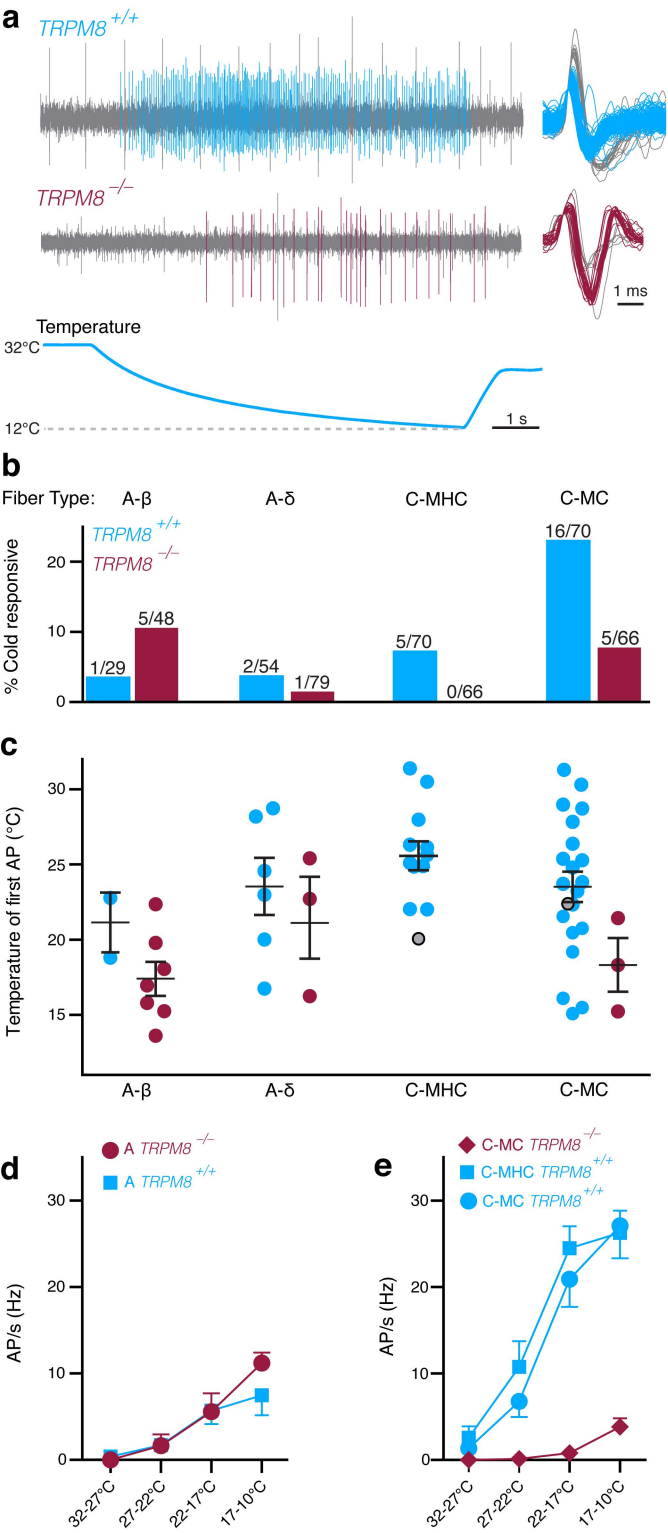 a
TRPM8 +/+
TRPM8 −/−
1 ms
Temperature
32°C
12°C
1 s
b
Fiber Type: A-β A-δ C-MHC C-MC
TRPM8 +/+
TRPM8 −/−
% Cold responsive
20
10
0
1/29 5/48 2/54 1/79 5/70 0/66 16/70 5/66
c
Temperature of first AP (°C)
30
25
20
15
A-β A-δ C-MHC C-MC
d
A TRPM8 −/−
A TRPM8 +/+
AP/s (Hz)
30
20
10
0
32-27°C 27-22°C 22-17°C 17-10°C
e
C-MC TRPM8 −/−
C-MHC TRPM8 +/+
C-MC TRPM8 +/+
AP/s (Hz)
30
20
10
0
32-27°C 27-22°C 22-17°C 17-10°C